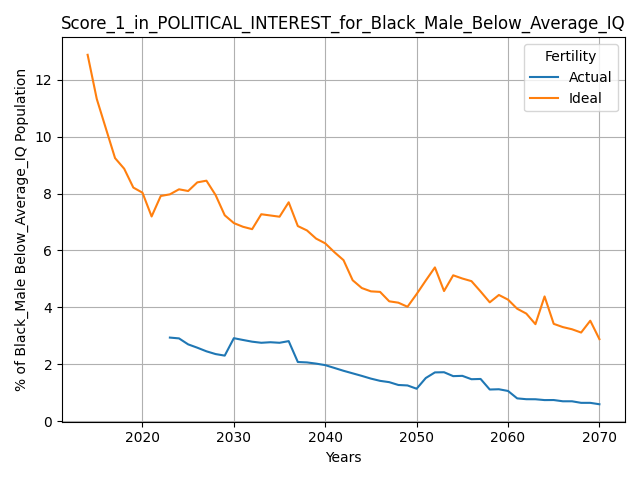 Score_1_in_POLITICAL_INTEREST_for_Black_Male_Below_Average_IQ
% of Black_Male Below_Average_IQ Population
12
10
8
6
4
2
0
Fertility
Actual
Ideal
2020
2030
2040
2050
2060
2070
Years